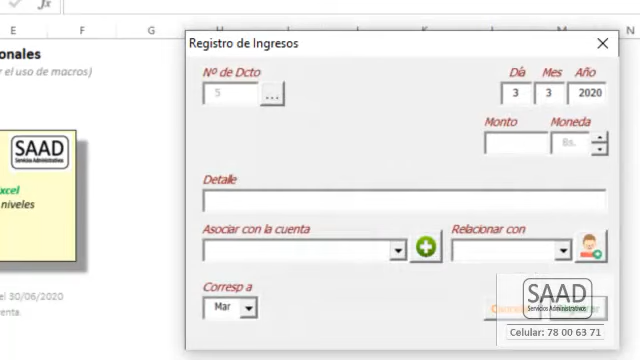 E F G H I J K L M N
onales
r el uso de macros)
SAAD
Servicios Administrativos
xcel
niveles
el 30/06/2020
enta.
Registro de Ingresos
Nº de Dcto
5
...
Día Mes Año
3 3 2020
Monto Moneda
Bs.
Detalle
Asociar con la cuenta Relacionar con
Corresp a
Mar
SAAD
Servicios Administrativos
Celular: 78 00 63 71